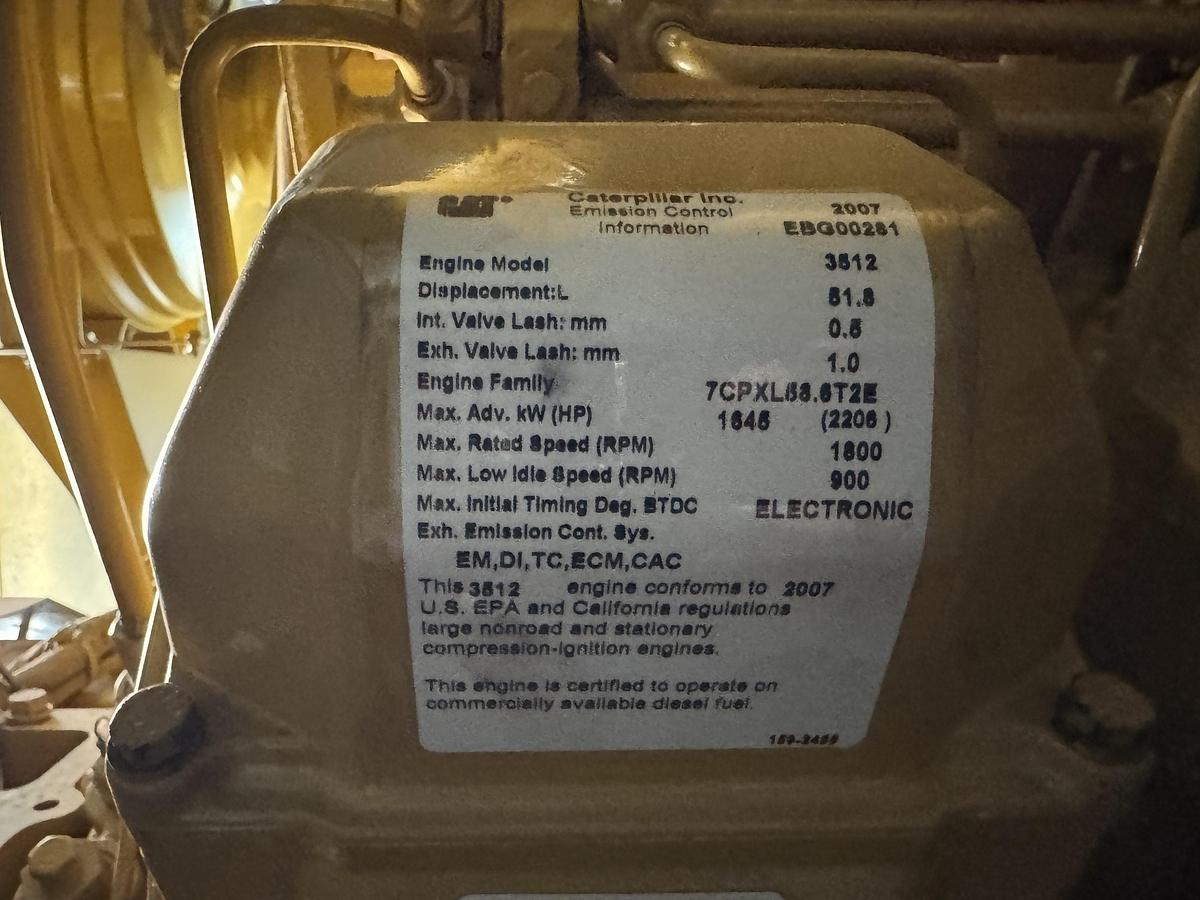 CAT Caterpillar Inc.
Emission Control 2007
Information EBG00281
Engine Model 3512
Displacement:L 51.8
Int. Valve Lash: mm 0.5
Exh. Valve Lash: mm 1.0
Engine Family
Max. Adv. kW (HP) 1645 (2206 )
Max. Rated Speed (RPM) 1800
Max. Low Idle Speed (RPM) 900
Max. Initial Timing Deg. BTDC ELECTRONIC
Exh. Emission Cont. Sys.
EM,DI,TC,ECM,CAC
This 3512 engine conforms to 2007
U.S. EPA and California regulations
large nonroad and stationary
compression-ignition engines.
This engine is certified to operate on
commercially available diesel fuel.